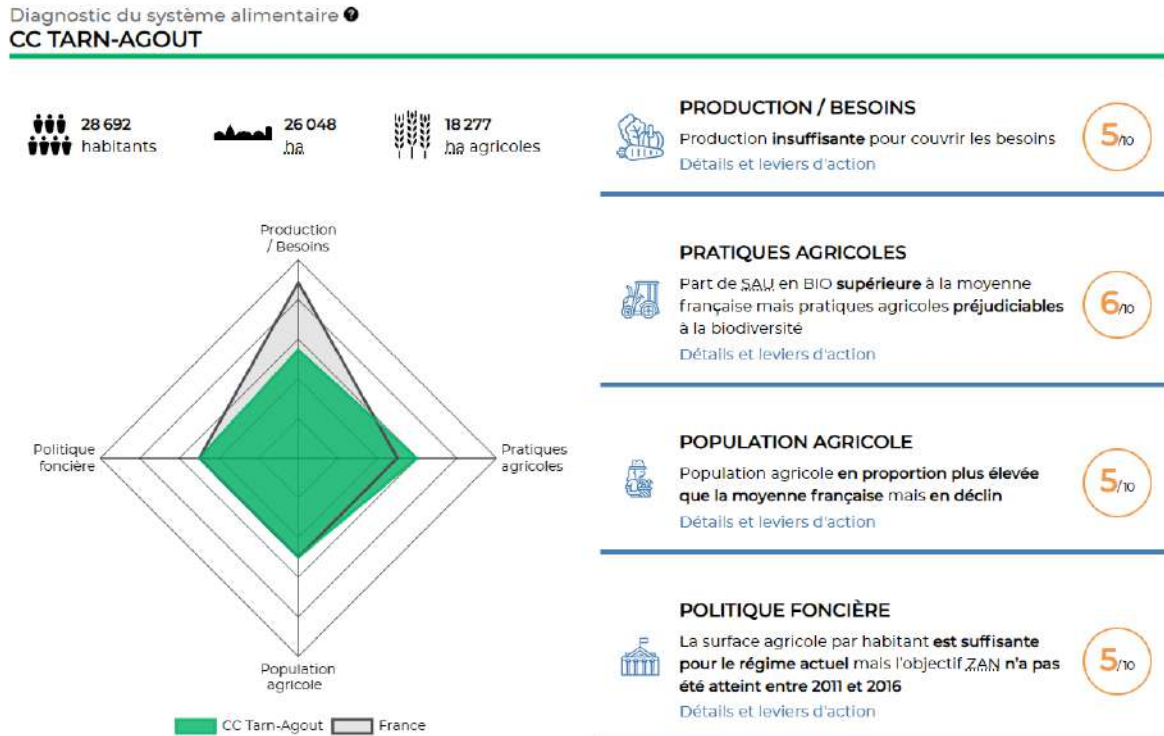 Diagnostic du système alimentaire ?
CC TARN-AGOUT
28 692
habitants
26 048
ha
18 277
ha agricoles
Production
/ Besoins
Politique
foncière
Pratiques
agricoles
Population
agricole
CC Tarn-Agout
France
PRODUCTION / BESOINS
Production insuffisante pour couvrir les besoins
Détails et leviers d'action
5/10
PRATIQUES AGRICOLES
Part de SAU en BIO supérieure à la moyenne
française mais pratiques agricoles préjudiciables
à la biodiversité
Détails et leviers d'action
6/10
POPULATION AGRICOLE
Population agricole en proportion plus élevée
que la moyenne française mais en déclin
Détails et leviers d'action
5/10
POLITIQUE FONCIÈRE
La surface agricole par habitant est suffisante
pour le régime actuel mais l'objectif ZAN n'a pas
été atteint entre 2011 et 2016
Détails et leviers d'action
5/10